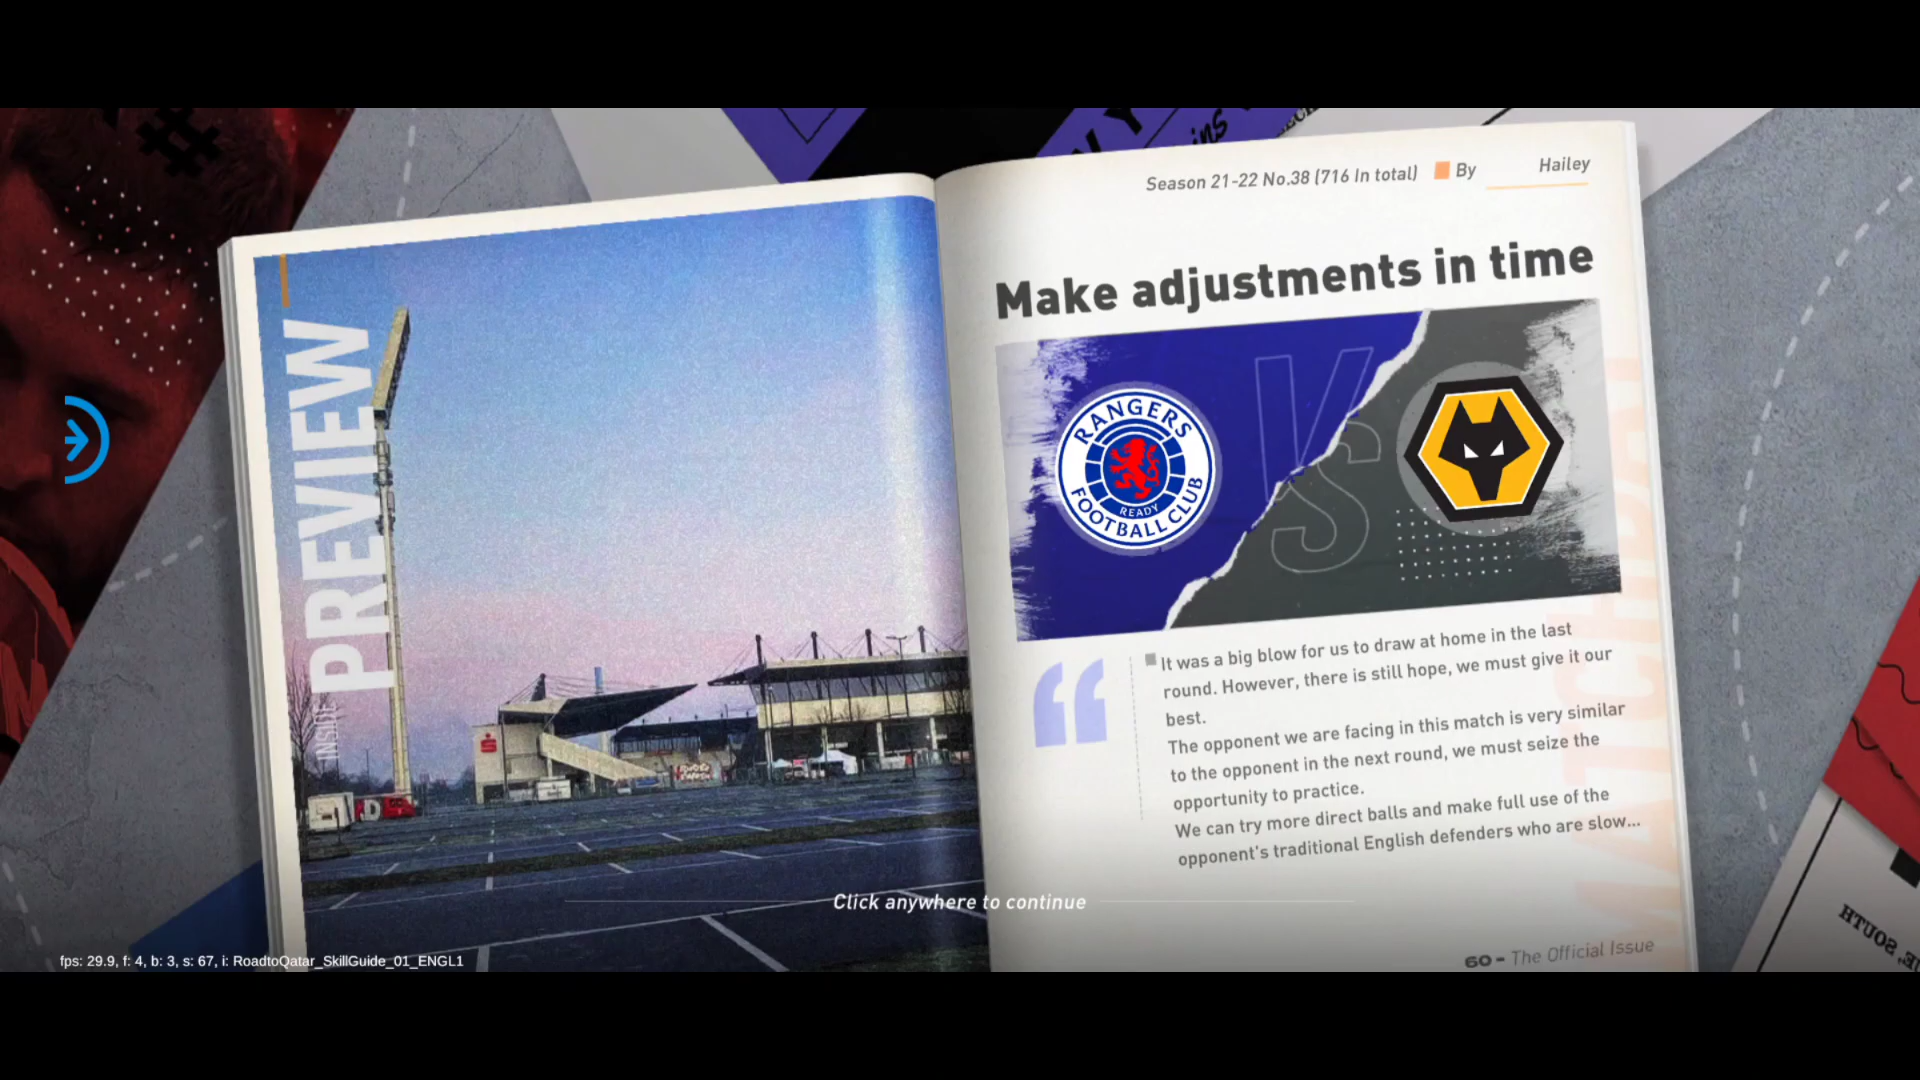 #
Season 21-22 No.38 (716 In total)
By
Hailey
PREVIEW
INSIDE
Make adjustments in time
RANGERS
FOOTBALL CLUB
READY
VS
It was a big blow for us to draw at home in the last
round. However, there is still hope, we must give it our
best.
The opponent we are facing in this match is very similar
to the opponent in the next round, we must seize the
opportunity to practice.
We can try more direct balls and make full use of the
opponent's traditional English defenders who are slow...
MATCHDAY
Click anywhere to continue
60 - The Official Issue
fps: 29.9, f: 4, b: 3, s: 67, i: RoadtoQatar_SkillGuide_01_ENGL1